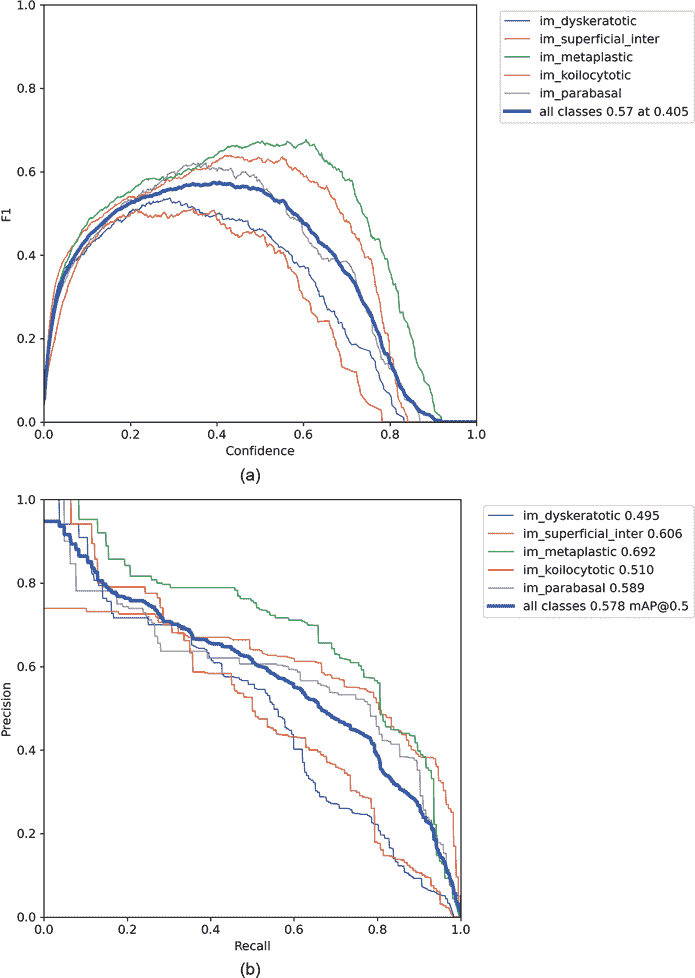 1.0
0.8
0.6
0.4
0.2
0.0
F1
0.0 0.2 0.4 0.6 0.8 1.0
Confidence
im_dyskeratotic
im_superficial_inter
im_metaplastic
im_koilocytotic
im_parabasal
all classes 0.57 at 0.405
(a)
1.0
0.8
0.6
0.4
0.2
0.0
Precision
0.0 0.2 0.4 0.6 0.8 1.0
Recall
im_dyskeratotic 0.495
im_superficial_inter 0.606
im_metaplastic 0.692
im_koilocytotic 0.510
im_parabasal 0.589
all classes 0.578 mAP@0.5
(b)